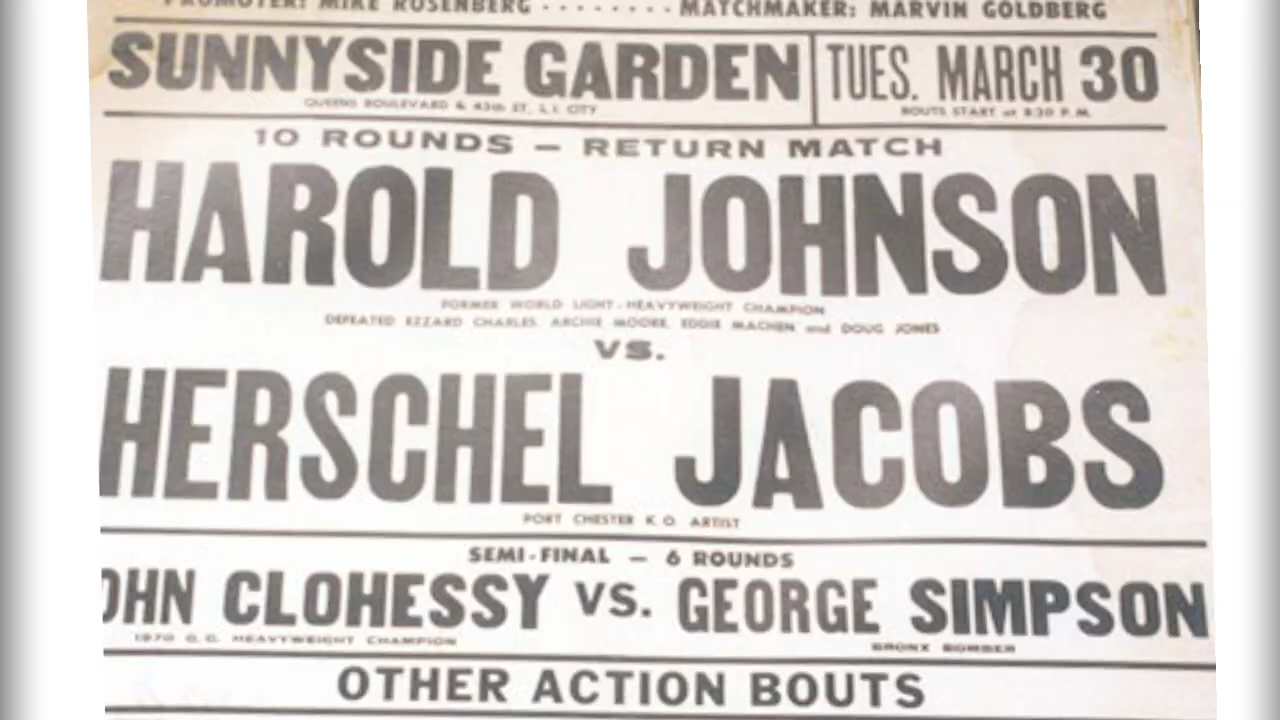 PROMOTER: MIKE ROSENBERG ········ MATCHMAKER: MARVIN GOLDBERG
SUNNYSIDE GARDEN TUES. MARCH 30
QUEENS BOULEVARD & 45th ST., L.I. CITY BOUTS START at 8:30 P.M.
10 ROUNDS — RETURN MATCH
HAROLD JOHNSON
FORMER WORLD LIGHT-HEAVYWEIGHT CHAMPION
DEFEATED EZZARD CHARLES, ARCHIE MOORE, EDDIE MACHEN and DOUG JONES
VS.
HERSCHEL JACOBS
PORT CHESTER K.O. ARTIST
SEMI-FINAL — 6 ROUNDS
OHN CLOHESSY VS. GEORGE SIMPSON
1970 G.G. HEAVYWEIGHT CHAMPION BRONX BOMBER
OTHER ACTION BOUTS